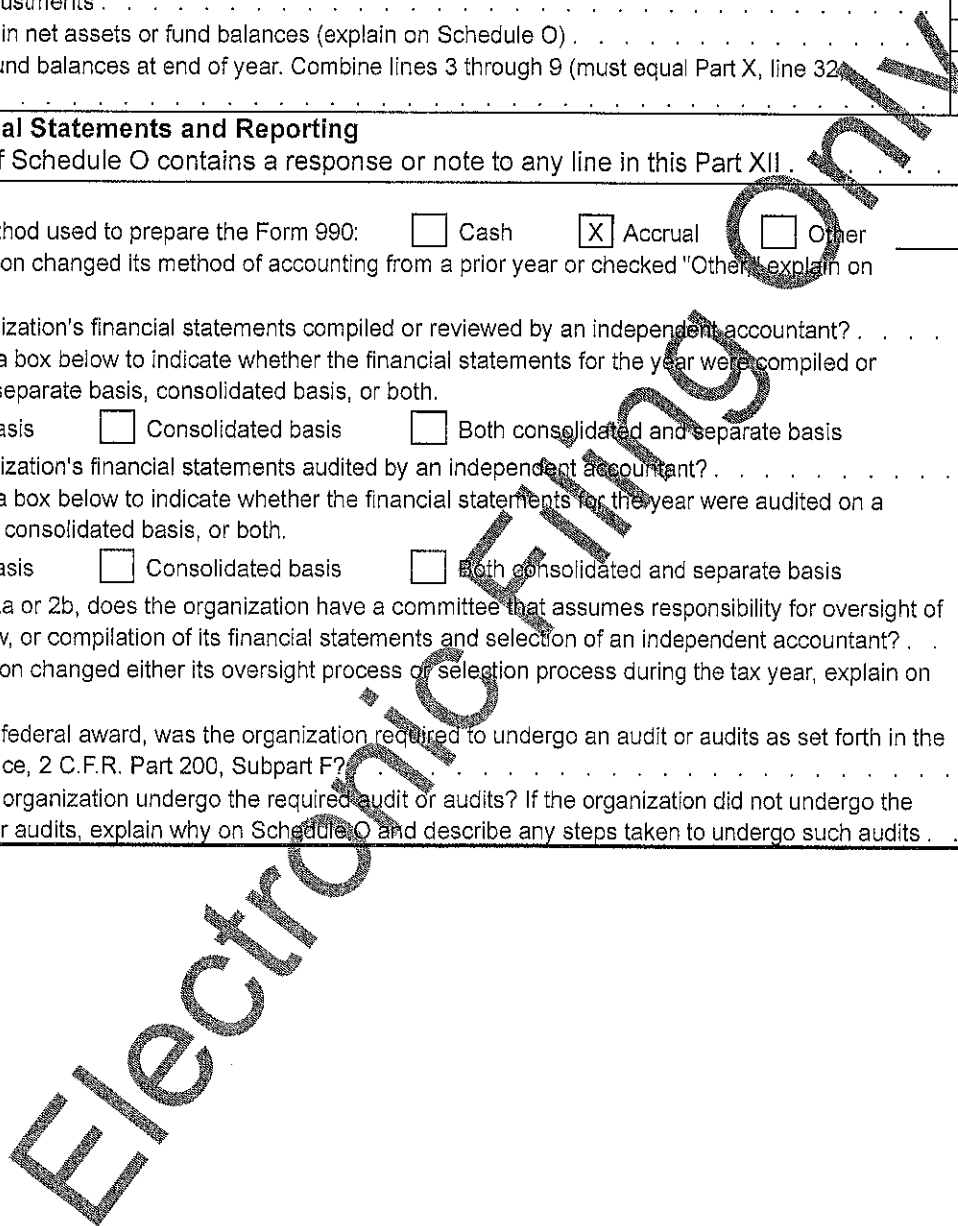 ustments . . . . . . . . . . . . . . . . . . . . . . . . . .
in net assets or fund balances (explain on Schedule O) . . . . . . . . . . .
und balances at end of year. Combine lines 3 through 9 (must equal Part X, line 32,
. . . . . . . . . . . . . . . . . . . . . . . . . . . . . .
al Statements and Reporting
f Schedule O contains a response or note to any line in this Part XII . . . . . .
thod used to prepare the Form 990: Cash X Accrual Other
on changed its method of accounting from a prior year or checked "Other," explain on
ization's financial statements compiled or reviewed by an independent accountant? . . . .
a box below to indicate whether the financial statements for the year were compiled or
separate basis, consolidated basis, or both.
asis Consolidated basis Both consolidated and separate basis
ization's financial statements audited by an independent accountant? . . . . . . . . .
a box below to indicate whether the financial statements for the year were audited on a
consolidated basis, or both.
asis Consolidated basis Both consolidated and separate basis
a or 2b, does the organization have a committee that assumes responsibility for oversight of
w, or compilation of its financial statements and selection of an independent accountant? . .
on changed either its oversight process or selection process during the tax year, explain on
federal award, was the organization required to undergo an audit or audits as set forth in the
ce, 2 C.F.R. Part 200, Subpart F? . . . . . . . . . . . . . . . . . . .
organization undergo the required audit or audits? If the organization did not undergo the
r audits, explain why on Schedule O and describe any steps taken to undergo such audits . .
Electronic Filing Only